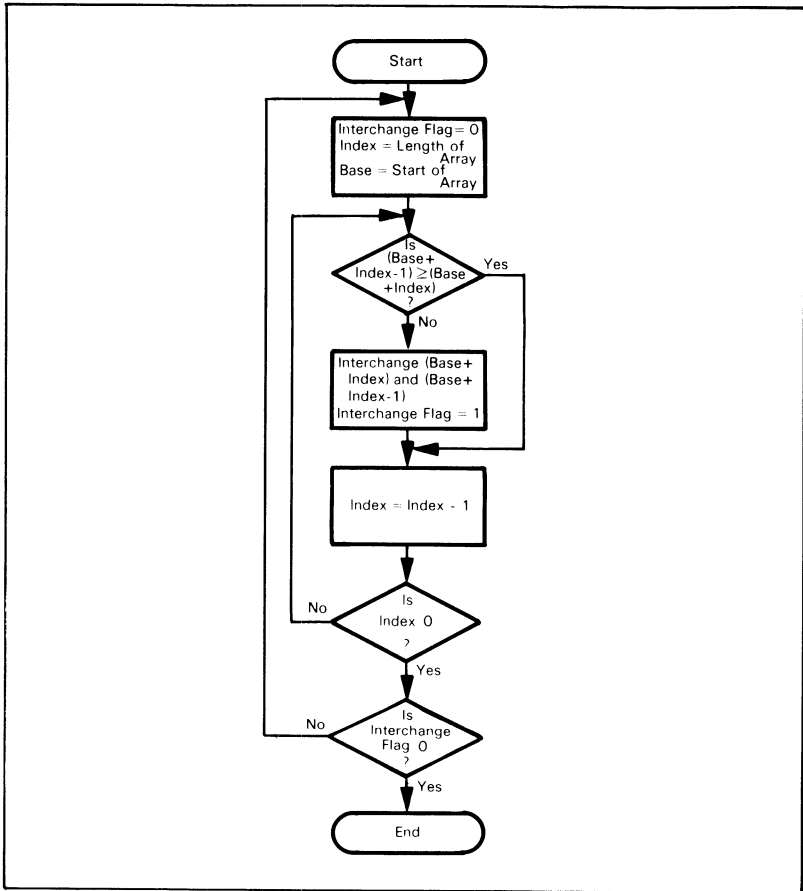 Start
Interchange Flag = 0
Index = Length of
Array
Base = Start of
Array
Is
(Base+
Index-1) ≥(Base
+Index)
?
Yes
No
Interchange (Base+
Index) and (Base+
Index-1)
Interchange Flag = 1
Index = Index - 1
Is
Index 0
?
No
Yes
Is
Interchange
Flag 0
?
No
Yes
End